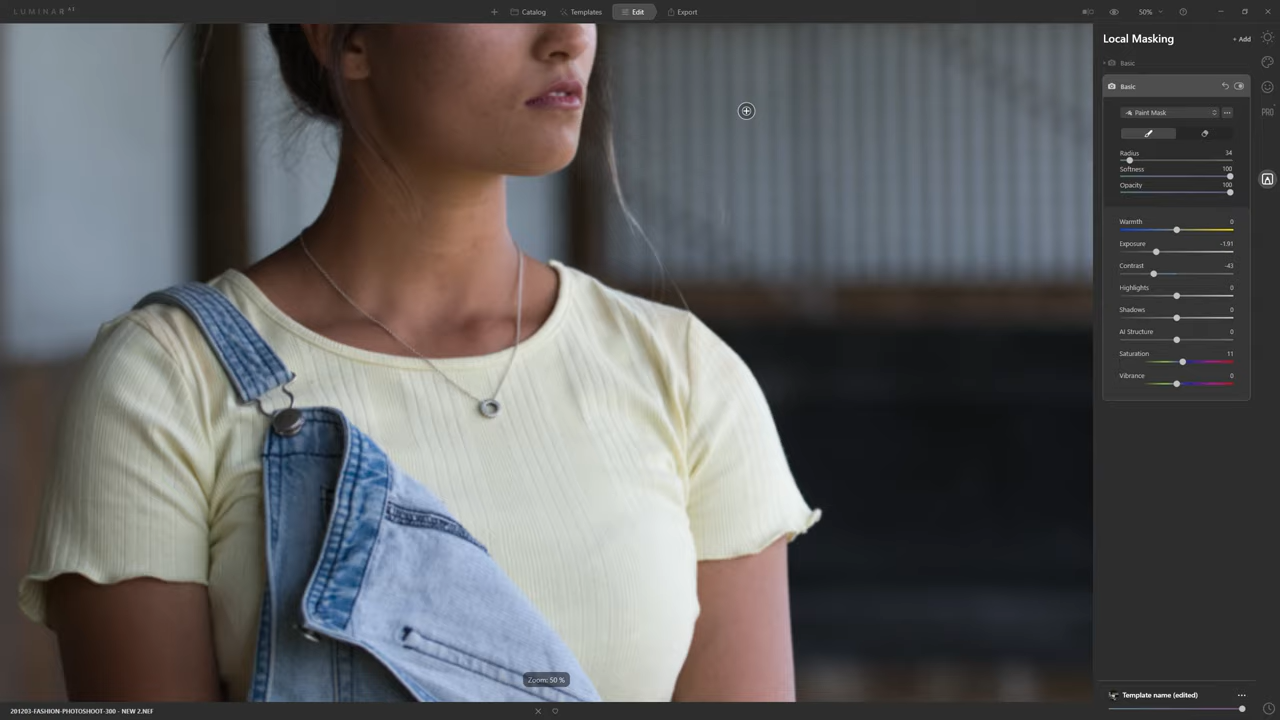 LUMINAR AI
Catalog
Templates
Edit
Export
50%
Local Masking
+ Add
Basic
Basic
Paint Mask
Radius 34
Softness 100
Opacity 100
Warmth 0
Exposure -1.91
Contrast -43
Highlights 0
Shadows 0
AI Structure 0
Saturation 11
Vibrance 0
PRO
Zoom: 50 %
Template name (edited)
201203-FASHION-PHOTOSHOOT-300 - NEW 2.NEF